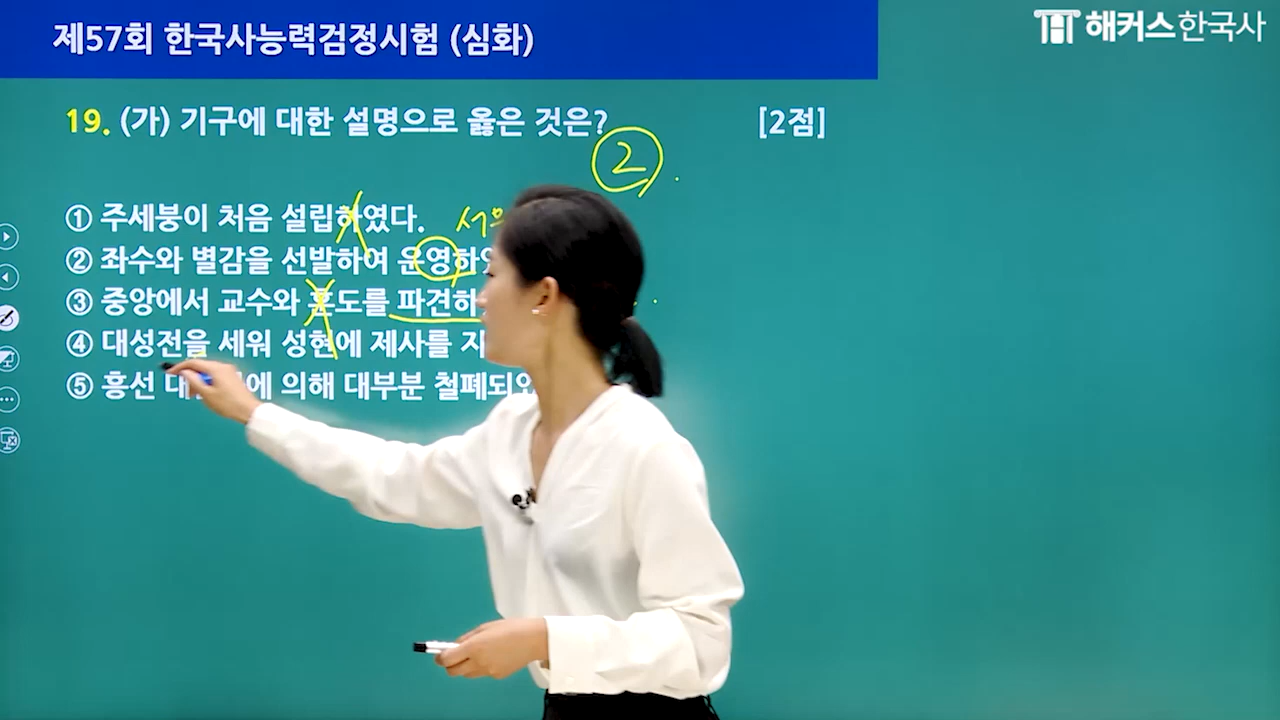 제57회 한국사능력검정시험 (심화)
해커스한국사
19. (가) 기구에 대한 설명으로 옳은 것은? [2점]
②
① 주세붕이 처음 설립하였다. 서
② 좌수와 별감을 선발하여 운영하
③ 중앙에서 교수와 훈도를 파견하
④ 대성전을 세워 성현에 제사를 지
⑤ 흥선 대 에 의해 대부분 철폐되